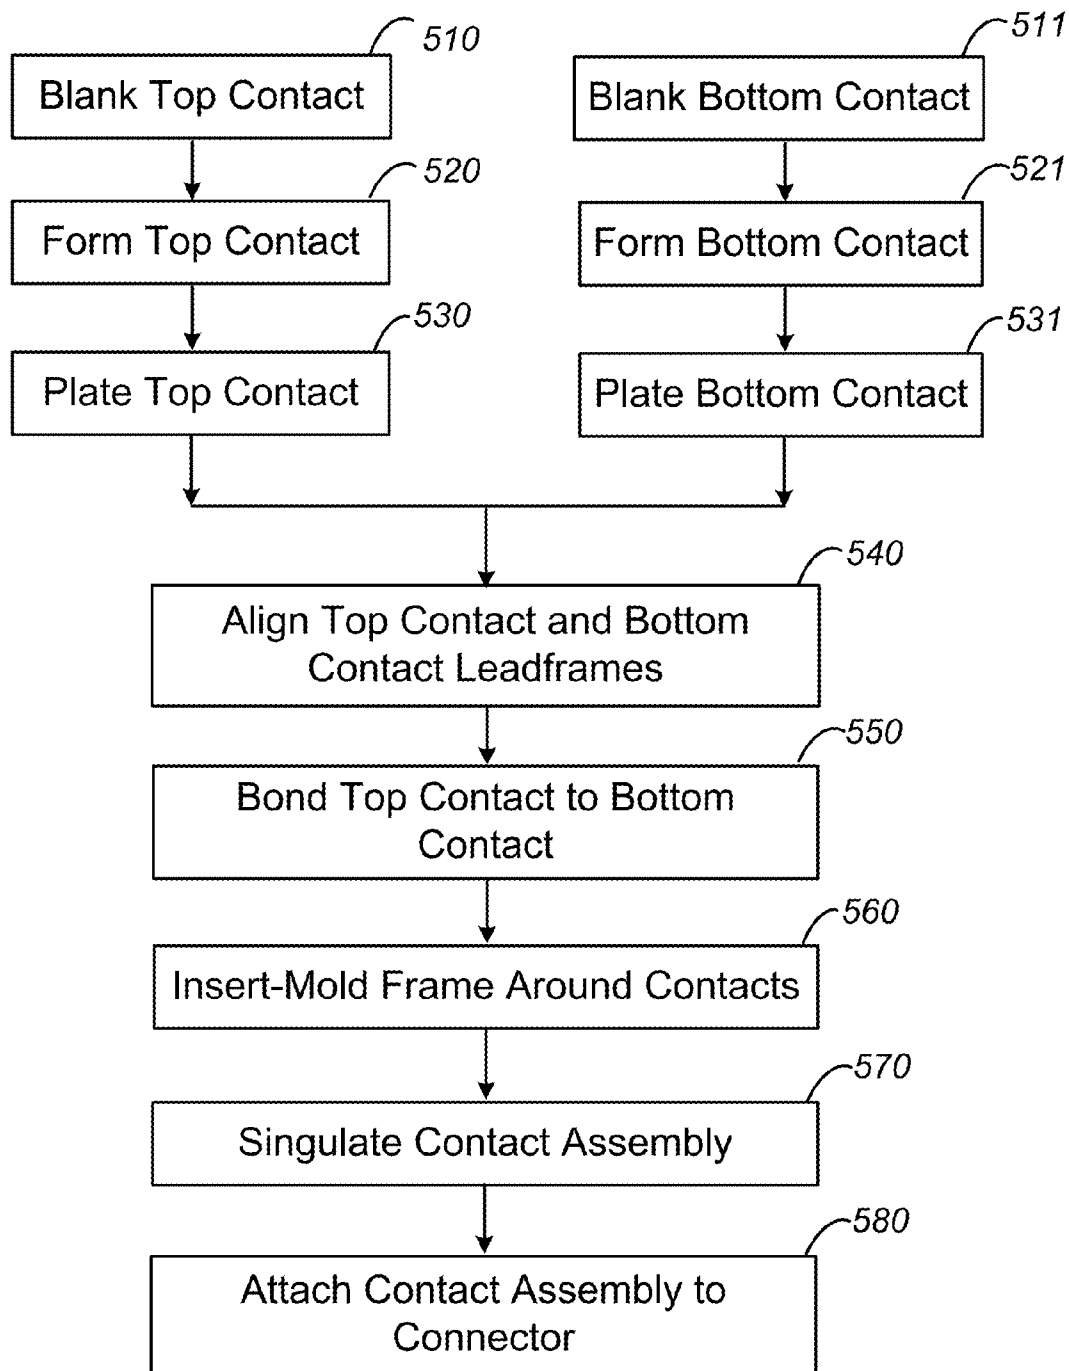 510
511
Blank Top Contact
Blank Bottom Contact
520
521
Form Top Contact
Form Bottom Contact
530
531
Plate Top Contact
Plate Bottom Contact
540
Align Top Contact and Bottom
Contact Leadframes
550
Bond Top Contact to Bottom
Contact
560
Insert-Mold Frame Around Contacts
570
Singulate Contact Assembly
580
Attach Contact Assembly to
Connector